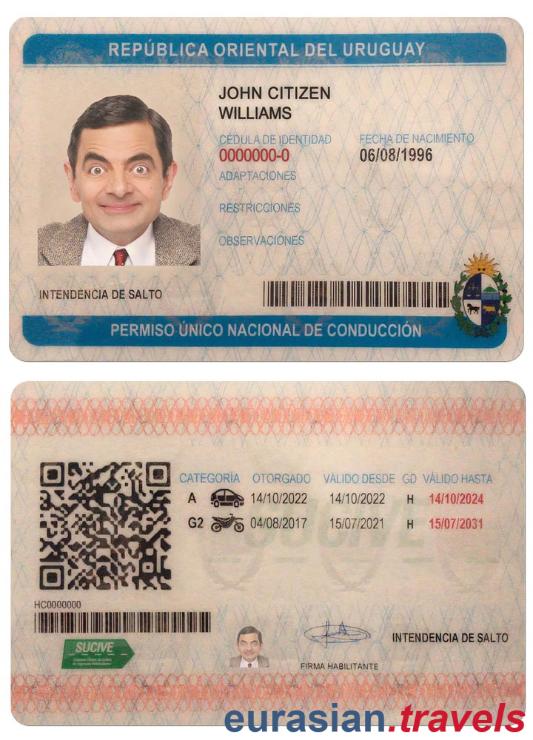 REPÚBLICA ORIENTAL DEL URUGUAY
JOHN CITIZEN
WILLIAMS
CÉDULA DE IDENTIDAD FECHA DE NACIMIENTO
0000000-0 06/08/1996
ADAPTACIONES
RESTRICCIONES
OBSERVACIONES
INTENDENCIA DE SALTO
PERMISO ÚNICO NACIONAL DE CONDUCCIÓN
CATEGORÍA OTORGADO VÁLIDO DESDE GD VÁLIDO HASTA
A 14/10/2022 14/10/2022 H 14/10/2024
G2 04/08/2017 15/07/2021 H 15/07/2031
SUCIVE
HC0000000
SUCIVE
INTENDENCIA DE SALTO
FIRMA HABILITANTE
eurasian.travels